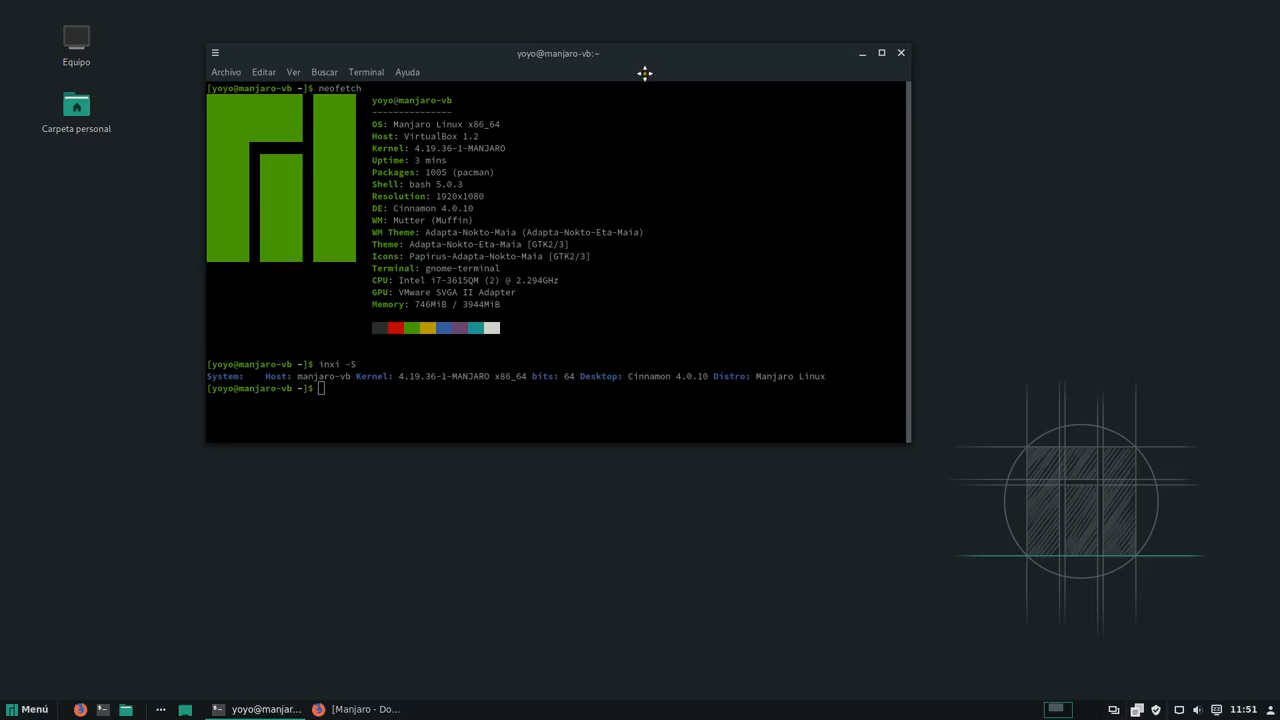 Equipo
Carpeta personal
yoyo@manjaro-vb:~
Archivo Editar Ver Buscar Terminal Ayuda
[yoyo@manjaro-vb ~]$ neofetch
yoyo@manjaro-vb
---------------
OS: Manjaro Linux x86_64
Host: VirtualBox 1.2
Kernel: 4.19.36-1-MANJARO
Uptime: 3 mins
Packages: 1005 (pacman)
Shell: bash 5.0.3
Resolution: 1920x1080
DE: Cinnamon 4.0.10
WM: Mutter (Muffin)
WM Theme: Adapta-Nokto-Maia (Adapta-Nokto-Eta-Maia)
Theme: Adapta-Nokto-Eta-Maia [GTK2/3]
Icons: Papirus-Adapta-Nokto-Maia [GTK2/3]
Terminal: gnome-terminal
CPU: Intel i7-3615QM (2) @ 2.294GHz
GPU: VMware SVGA II Adapter
Memory: 746MiB / 3944MiB
[yoyo@manjaro-vb ~]$ inxi -S
System:    Host: manjaro-vb Kernel: 4.19.36-1-MANJARO x86_64 bits: 64 Desktop: Cinnamon 4.0.10 Distro: Manjaro Linux
[yoyo@manjaro-vb ~]$
Menú yoyo@manjar... [Manjaro - Do... 11:51